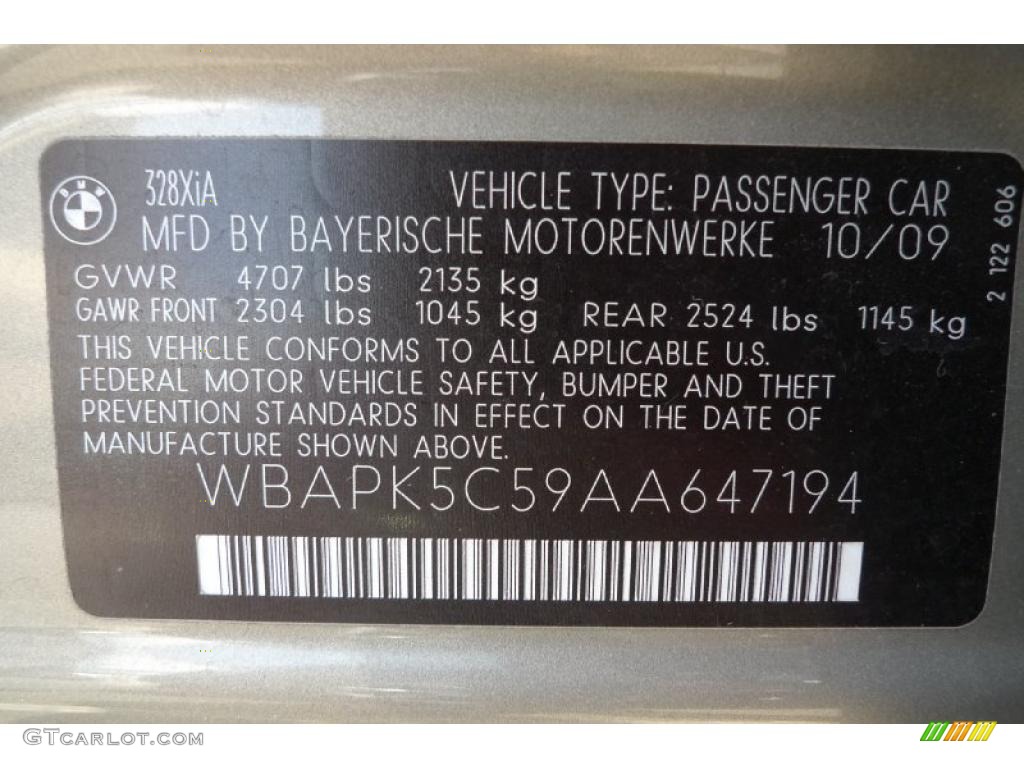 BMW
328XiA VEHICLE TYPE: PASSENGER CAR
MFD BY BAYERISCHE MOTORENWERKE 10/09
GVWR 4707 lbs 2135 kg
GAWR FRONT 2304 lbs 1045 kg REAR 2524 lbs 1145 kg
THIS VEHICLE CONFORMS TO ALL APPLICABLE U.S.
FEDERAL MOTOR VEHICLE SAFETY, BUMPER AND THEFT
PREVENTION STANDARDS IN EFFECT ON THE DATE OF
MANUFACTURE SHOWN ABOVE.
WBAPK5C59AA647194
2 122 606
GTcarlot.com